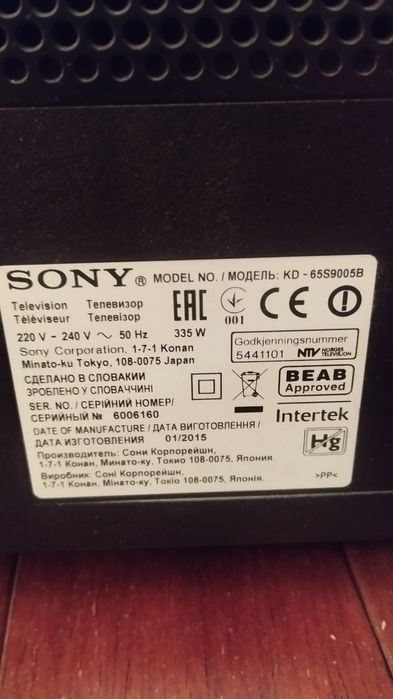 SONY® MODEL NO. / МОДЕЛЬ: KD - 65S9005B
Television Телевизор
Téléviseur Телевізор
220 V - 240 V ~ 50 Hz 335 W
EAC
001
CE
Sony Corporation, 1-7-1 Konan
Minato-ku Tokyo, 108-0075 Japan
Godkjenningsnummer
5441101 NTV NORGES TELEVISION
СДЕЛАНО В СЛОВАКИИ
ЗРОБЛЕНО У СЛОВАЧЧИНІ
BEAB
Approved
SER. NO. / СЕРІЙНИЙ НОМЕР/
СЕРИЙНЫЙ № 6006160
Intertek
DATE OF MANUFACTURE / ДАТА ВИГОТОВЛЕННЯ /
ДАТА ИЗГОТОВЛЕНИЯ 01/2015
Hg
Производитель: Сони Корпорейшн,
1-7-1 Конан, Минато-ку, Токио 108-0075, Япония.
Виробник: Соні Корпорейшн,
1-7-1 Конан, Мінато-ку, Токіо 108-0075, Японія.
>PP<